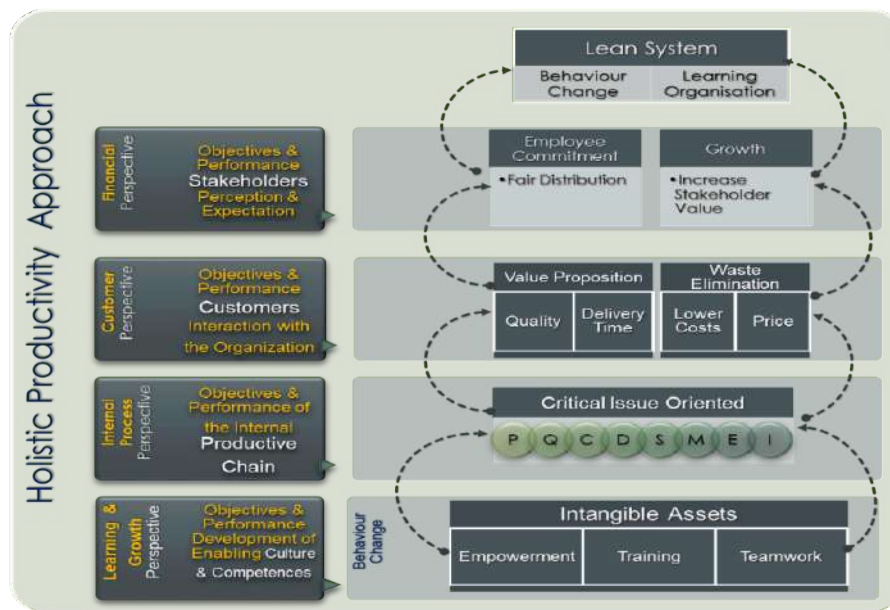 Holistic Productivity Approach
Lean System
Behaviour
Change
Learning
Organisation
Financial
Perspective
Objectives &
Performance
Stakeholders
Perception &
Expectation
Employee
Commitment
•Fair Distribution
Growth
•Increase
Stakeholder
Value
Customer
Perspective
Objectives &
Performance
Customers
Interaction with
the Organization
Value Proposition
Quality
Delivery
Time
Waste
Elimination
Lower
Costs
Price
Internal
Process
Perspective
Objectives &
Performance of
the Internal
Productive
Chain
Critical Issue Oriented
P Q C D S M E I
Learning &
Growth
Perspective
Objectives &
Performance
Development of
Enabling Culture
& Competences
Behaviour
Change
Intangible Assets
Empowerment
Training
Teamwork